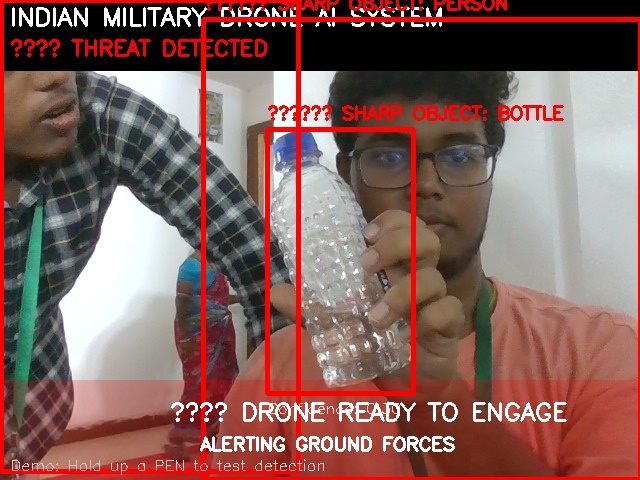 SHARP OBJECT: PERSON
INDIAN MILITARY DRONE AI SYSTEM
???? THREAT DETECTED
?????? SHARP OBJECT: BOTTLE
???? DRONE READY TO ENGAGE
ALERTING GROUND FORCES
Demo: Hold up a PEN to test detection